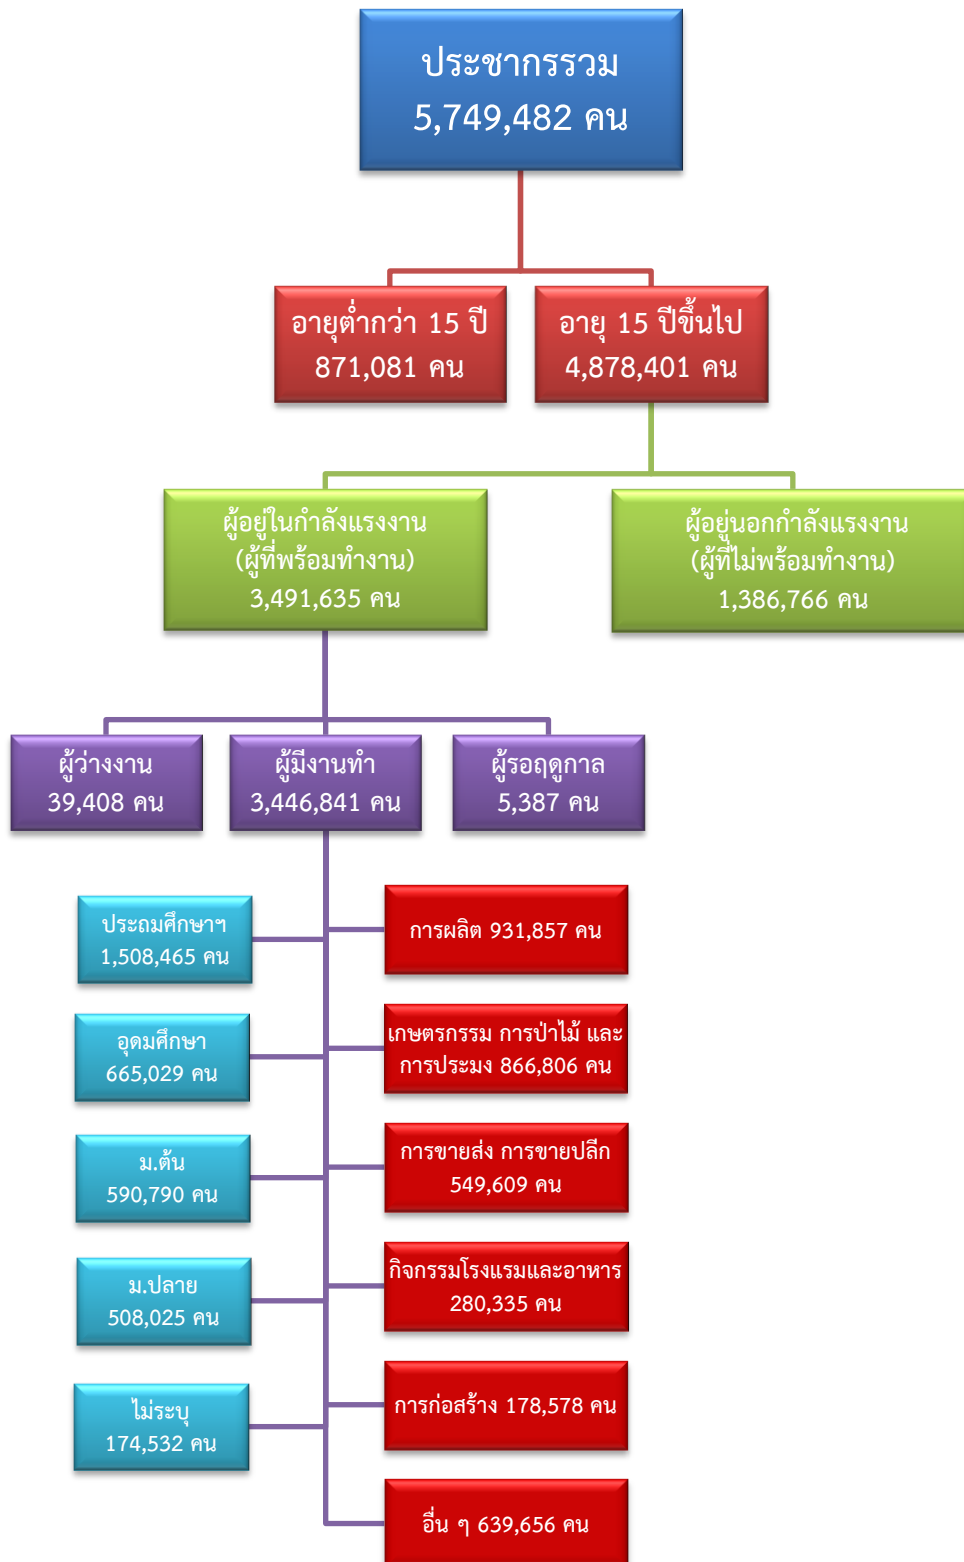 ประชากรรวม
5,749,482 คน
อายุต่ำกว่า 15 ปี
871,081 คน
อายุ 15 ปีขึ้นไป
4,878,401 คน
ผู้อยู่ในกำลังแรงงาน
(ผู้ที่พร้อมทำงาน)
3,491,635 คน
ผู้อยู่นอกกำลังแรงงาน
(ผู้ที่ไม่พร้อมทำงาน)
1,386,766 คน
ผู้ว่างงาน
39,408 คน
ผู้มีงานทำ
3,446,841 คน
ผู้รอฤดูกาล
5,387 คน
ประถมศึกษาฯ
1,508,465 คน
อุดมศึกษา
665,029 คน
ม.ต้น
590,790 คน
ม.ปลาย
508,025 คน
ไม่ระบุ
174,532 คน
การผลิต 931,857 คน
เกษตรกรรม การป่าไม้ และ
การประมง 866,806 คน
การขายส่ง การขายปลีก
549,609 คน
กิจกรรมโรงแรมและอาหาร
280,335 คน
การก่อสร้าง 178,578 คน
อื่น ๆ 639,656 คน